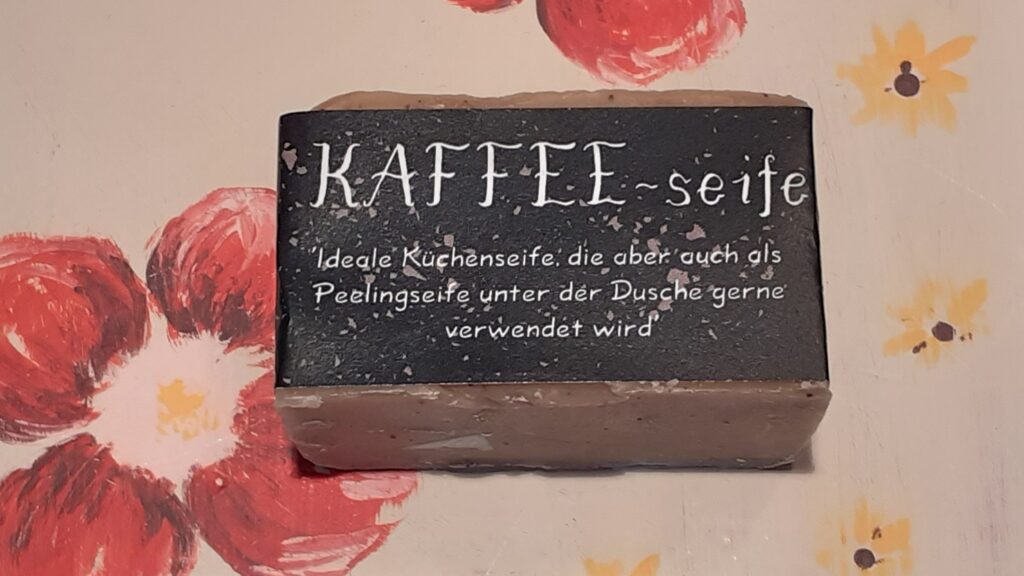 KAFFEE~seife
"Ideale Küchenseife, die aber auch als
Peelingseife unter der Dusche gerne
verwendet wird"